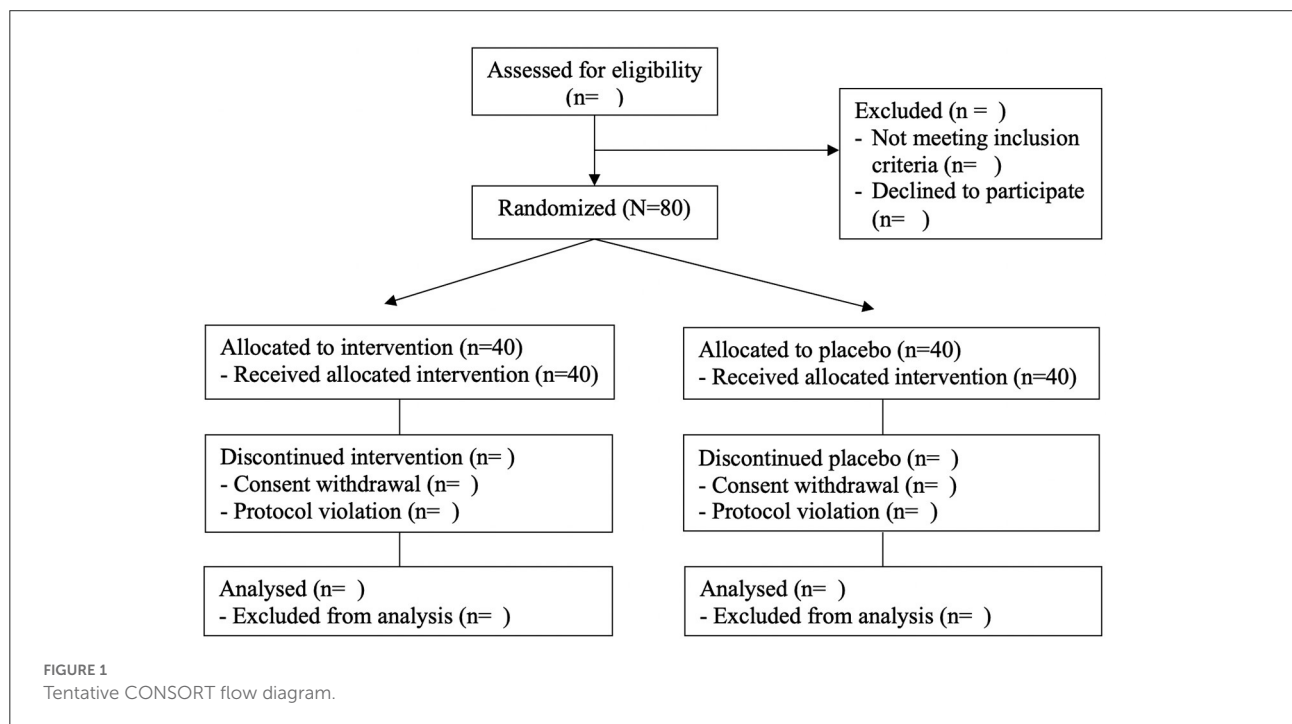 Assessed for eligibility
(n=   )
Excluded (n =  )
- Not meeting inclusion
criteria (n=   )
- Declined to participate
(n=   )
Randomized (N=80)
Allocated to intervention (n=40)
- Received allocated intervention (n=40)
Allocated to placebo (n=40)
- Received allocated intervention (n=40)
Discontinued intervention (n= )
- Consent withdrawal (n=  )
- Protocol violation (n=  )
Discontinued placebo (n=  )
- Consent withdrawal (n=  )
- Protocol violation (n=  )
Analysed (n=  )
- Excluded from analysis (n=  )
Analysed (n=  )
- Excluded from analysis (n=  )
FIGURE 1
Tentative CONSORT flow diagram.